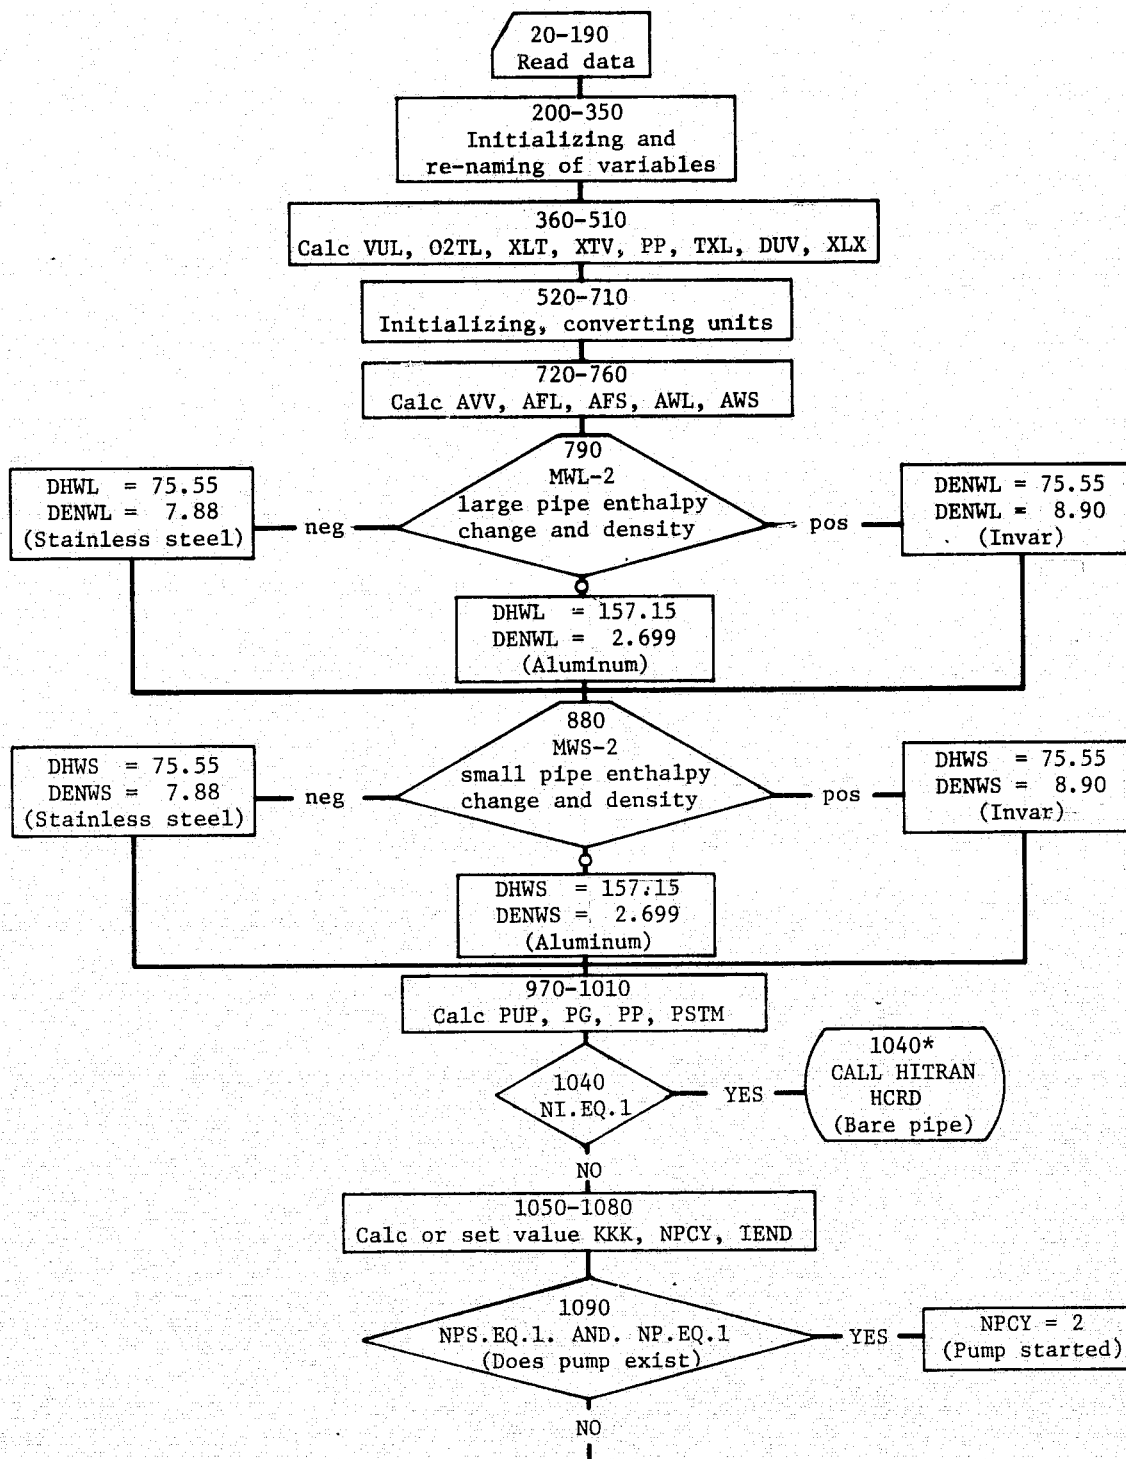 20-190
Read data
200-350
Initializing and
re-naming of variables
360-510
Calc VUL, O2TL, XLT, XTV, PP, TXL, DUV, XLX
520-710
Initializing, converting units
720-760
Calc AVV, AFL, AFS, AWL, AWS
790
MWL-2
large pipe enthalpy
change and density
neg
pos
DHWL = 75.55
DENWL = 7.88
(Stainless steel)
DENWL = 75.55
DENWL = 8.90
(Invar)
DHWL = 157.15
DENWL = 2.699
(Aluminum)
880
MWS-2
small pipe enthalpy
change and density
neg
pos
DHWS = 75.55
DENWS = 7.88
(Stainless steel)
DHWS = 75.55
DENWS = 8.90
(Invar)
DHWS = 157.15
DENWS = 2.699
(Aluminum)
970-1010
Calc PUP, PG, PP, PSTM
1040
NI.EQ.1
YES
1040*
CALL HITRAN
HCRD
(Bare pipe)
NO
1050-1080
Calc or set value KKK, NPCY, IEND
1090
NPS.EQ.1. AND. NP.EQ.1
(Does pump exist)
YES
NPCY = 2
(Pump started)
NO